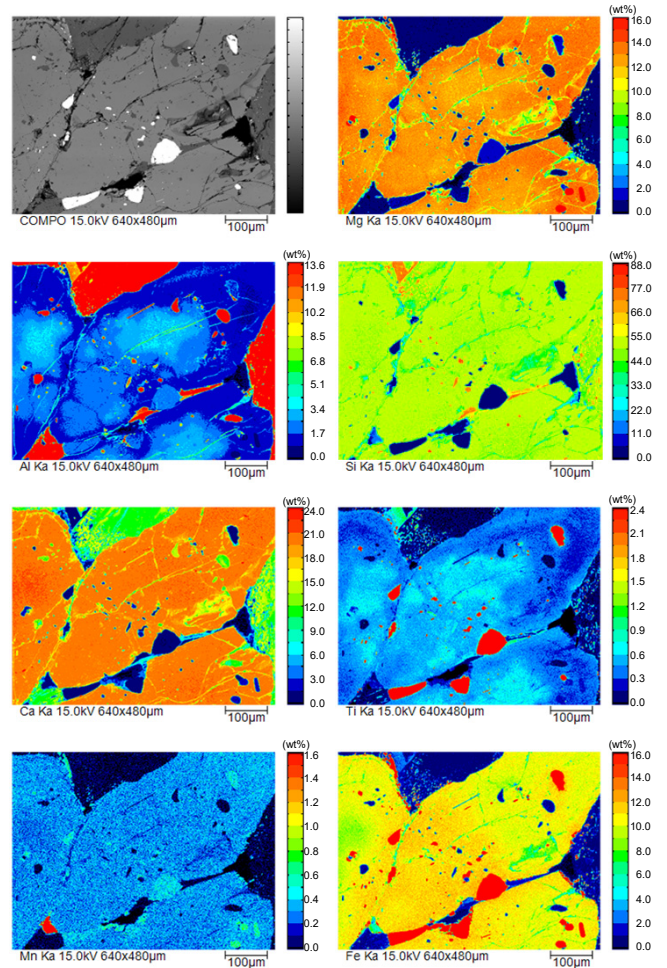 (wt%)
16.0
14.0
12.0
10.0
8.0
6.0
4.0
2.0
0.0
COMPO 15.0kV 640x480µm
100µm
Mg Ka 15.0kV 640x480µm
100µm
(wt%)
13.6
11.9
10.2
8.5
6.8
5.1
3.4
1.7
0.0
Al Ka 15.0kV 640x480µm
100µm
(wt%)
88.0
77.0
66.0
55.0
44.0
33.0
22.0
11.0
0.0
Si Ka 15.0kV 640x480µm
100µm
(wt%)
24.0
21.0
18.0
15.0
12.0
9.0
6.0
3.0
0.0
Ca Ka 15.0kV 640x480µm
100µm
(wt%)
2.4
2.1
1.8
1.5
1.2
0.9
0.6
0.3
0.0
Ti Ka 15.0kV 640x480µm
100µm
(wt%)
1.6
1.4
1.2
1.0
0.8
0.6
0.4
0.2
0.0
Mn Ka 15.0kV 640x480µm
100µm
(wt%)
16.0
14.0
12.0
10.0
8.0
6.0
4.0
2.0
0.0
Fe Ka 15.0kV 640x480µm
100µm